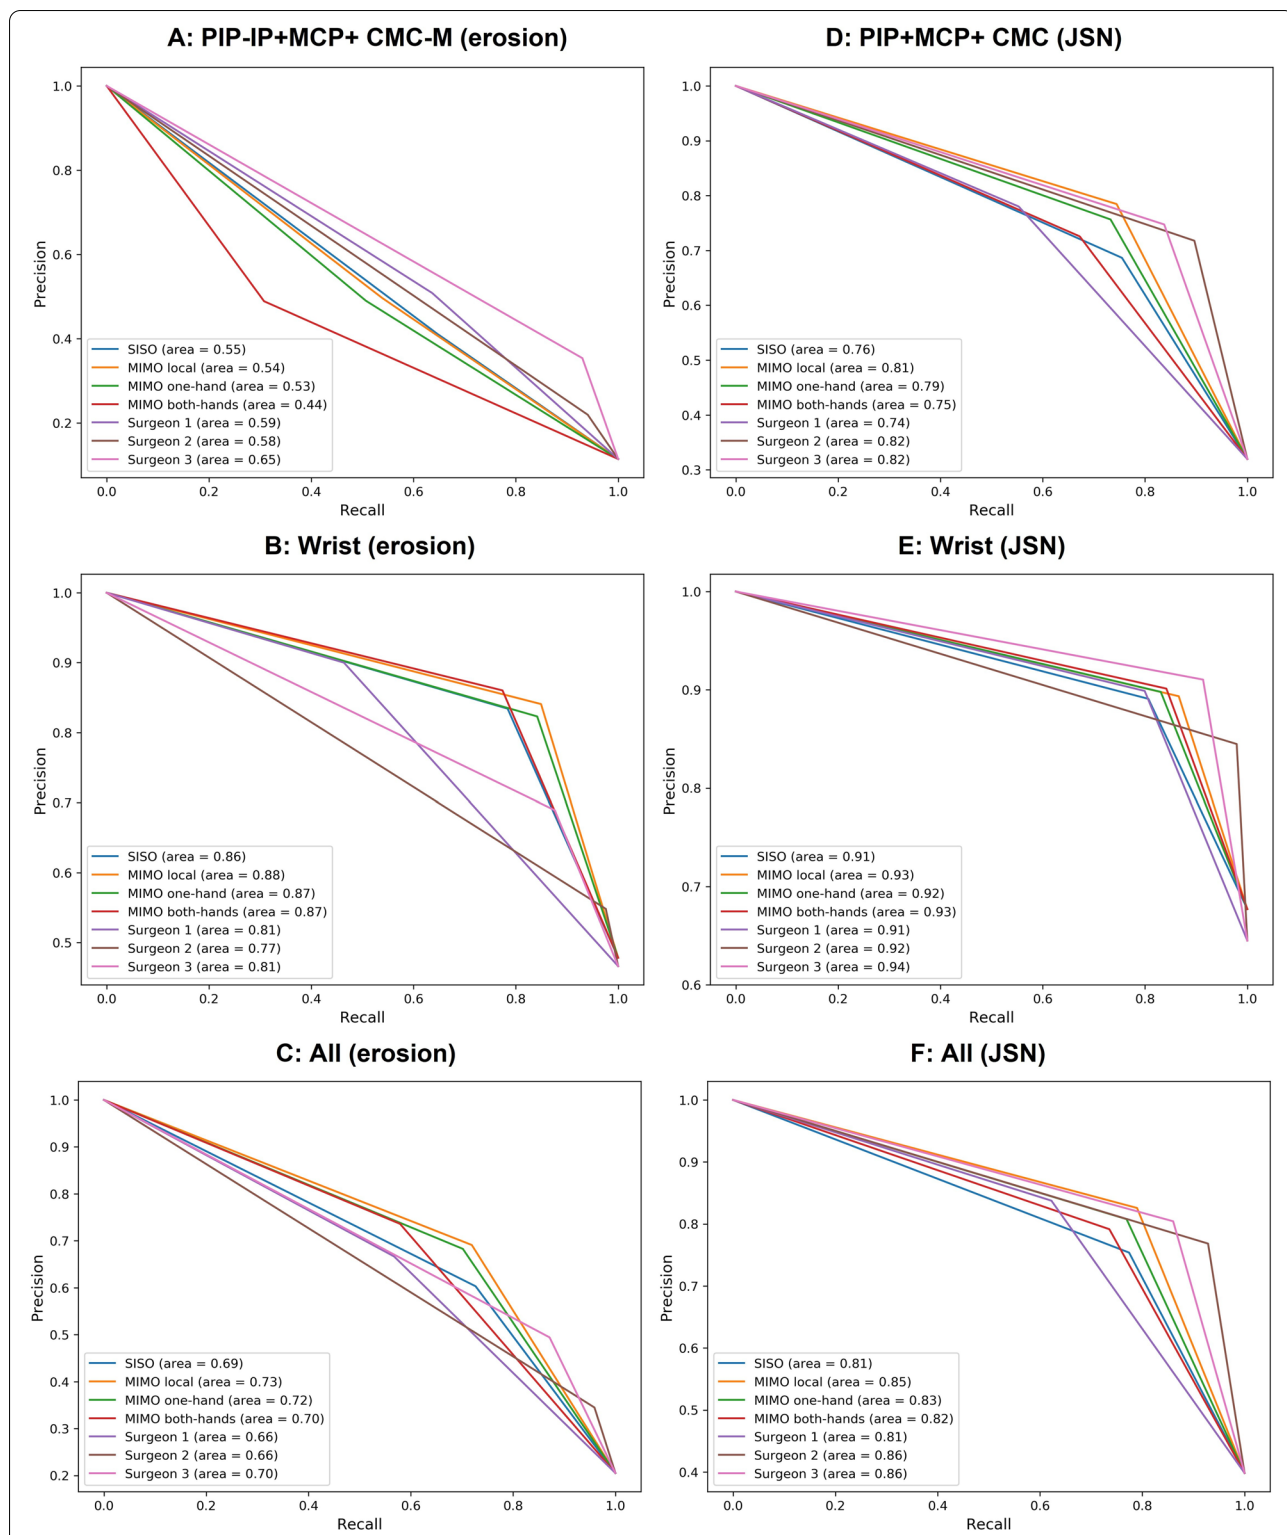 A: PIP-IP+MCP+ CMC-M (erosion)
1.0
0.8
0.6
0.4
0.2
Precision
SISO (area = 0.55)
MIMO local (area = 0.54)
MIMO one-hand (area = 0.53)
MIMO both-hands (area = 0.44)
Surgeon 1 (area = 0.59)
Surgeon 2 (area = 0.58)
Surgeon 3 (area = 0.65)
0.0 0.2 0.4 0.6 0.8 1.0
Recall
D: PIP+MCP+ CMC (JSN)
1.0
0.9
0.8
0.7
0.6
0.5
0.4
0.3
Precision
SISO (area = 0.76)
MIMO local (area = 0.81)
MIMO one-hand (area = 0.79)
MIMO both-hands (area = 0.75)
Surgeon 1 (area = 0.74)
Surgeon 2 (area = 0.82)
Surgeon 3 (area = 0.82)
0.0 0.2 0.4 0.6 0.8 1.0
Recall
B: Wrist (erosion)
1.0
0.9
0.8
0.7
0.6
0.5
Precision
SISO (area = 0.86)
MIMO local (area = 0.88)
MIMO one-hand (area = 0.87)
MIMO both-hands (area = 0.87)
Surgeon 1 (area = 0.81)
Surgeon 2 (area = 0.77)
Surgeon 3 (area = 0.81)
0.0 0.2 0.4 0.6 0.8 1.0
Recall
E: Wrist (JSN)
1.0
0.9
0.8
0.7
0.6
Precision
SISO (area = 0.91)
MIMO local (area = 0.93)
MIMO one-hand (area = 0.92)
MIMO both-hands (area = 0.93)
Surgeon 1 (area = 0.91)
Surgeon 2 (area = 0.92)
Surgeon 3 (area = 0.94)
0.0 0.2 0.4 0.6 0.8 1.0
Recall
C: All (erosion)
1.0
0.9
0.8
0.7
0.6
0.5
0.4
0.3
0.2
Precision
SISO (area = 0.69)
MIMO local (area = 0.73)
MIMO one-hand (area = 0.72)
MIMO both-hands (area = 0.70)
Surgeon 1 (area = 0.66)
Surgeon 2 (area = 0.66)
Surgeon 3 (area = 0.70)
0.0 0.2 0.4 0.6 0.8 1.0
Recall
F: All (JSN)
1.0
0.9
0.8
0.7
0.6
0.5
0.4
Precision
SISO (area = 0.81)
MIMO local (area = 0.85)
MIMO one-hand (area = 0.83)
MIMO both-hands (area = 0.82)
Surgeon 1 (area = 0.81)
Surgeon 2 (area = 0.86)
Surgeon 3 (area = 0.86)
0.0 0.2 0.4 0.6 0.8 1.0
Recall